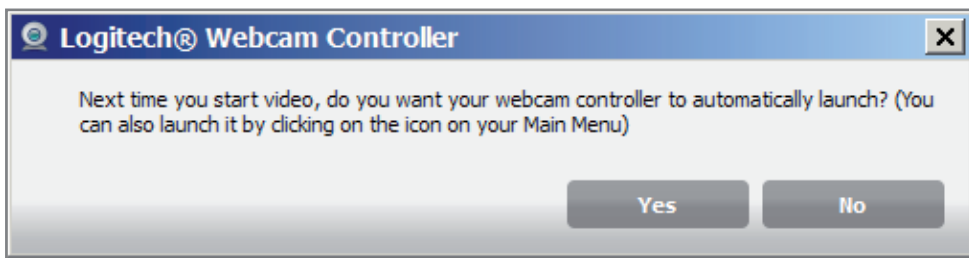 Logitech® Webcam Controller
Next time you start video, do you want your webcam controller to automatically launch? (You
can also launch it by clicking on the icon on your Main Menu)
Yes No